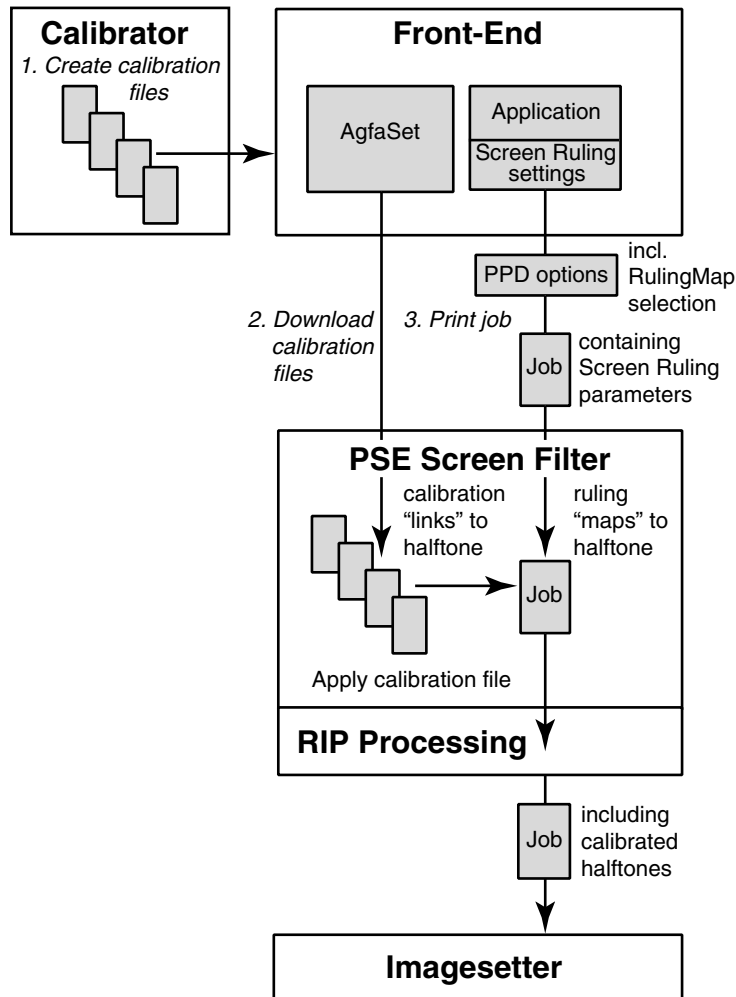 Calibrator
1. Create calibration
files
Front-End
AgfaSet
Application
Screen Ruling
settings
PPD options
incl.
RulingMap
selection
2. Download
calibration
files
3. Print job
Job
containing
Screen Ruling
parameters
PSE Screen Filter
calibration
“links” to
halftone
ruling
“maps” to
halftone
Job
Apply calibration file
RIP Processing
Job
including
calibrated
halftones
Imagesetter